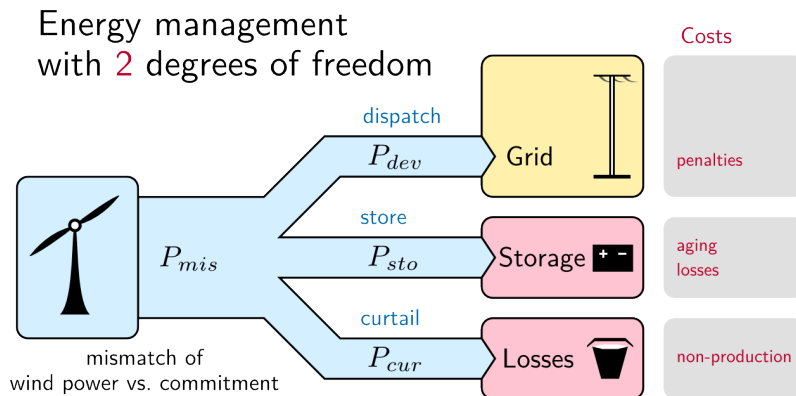 Energy management
with 2 degrees of freedom
Costs
dispatch
P_dev
Grid
penalties
store
P_mis
P_sto
Storage
+ −
aging
losses
curtail
P_cur
Losses
non-production
mismatch of
wind power vs. commitment